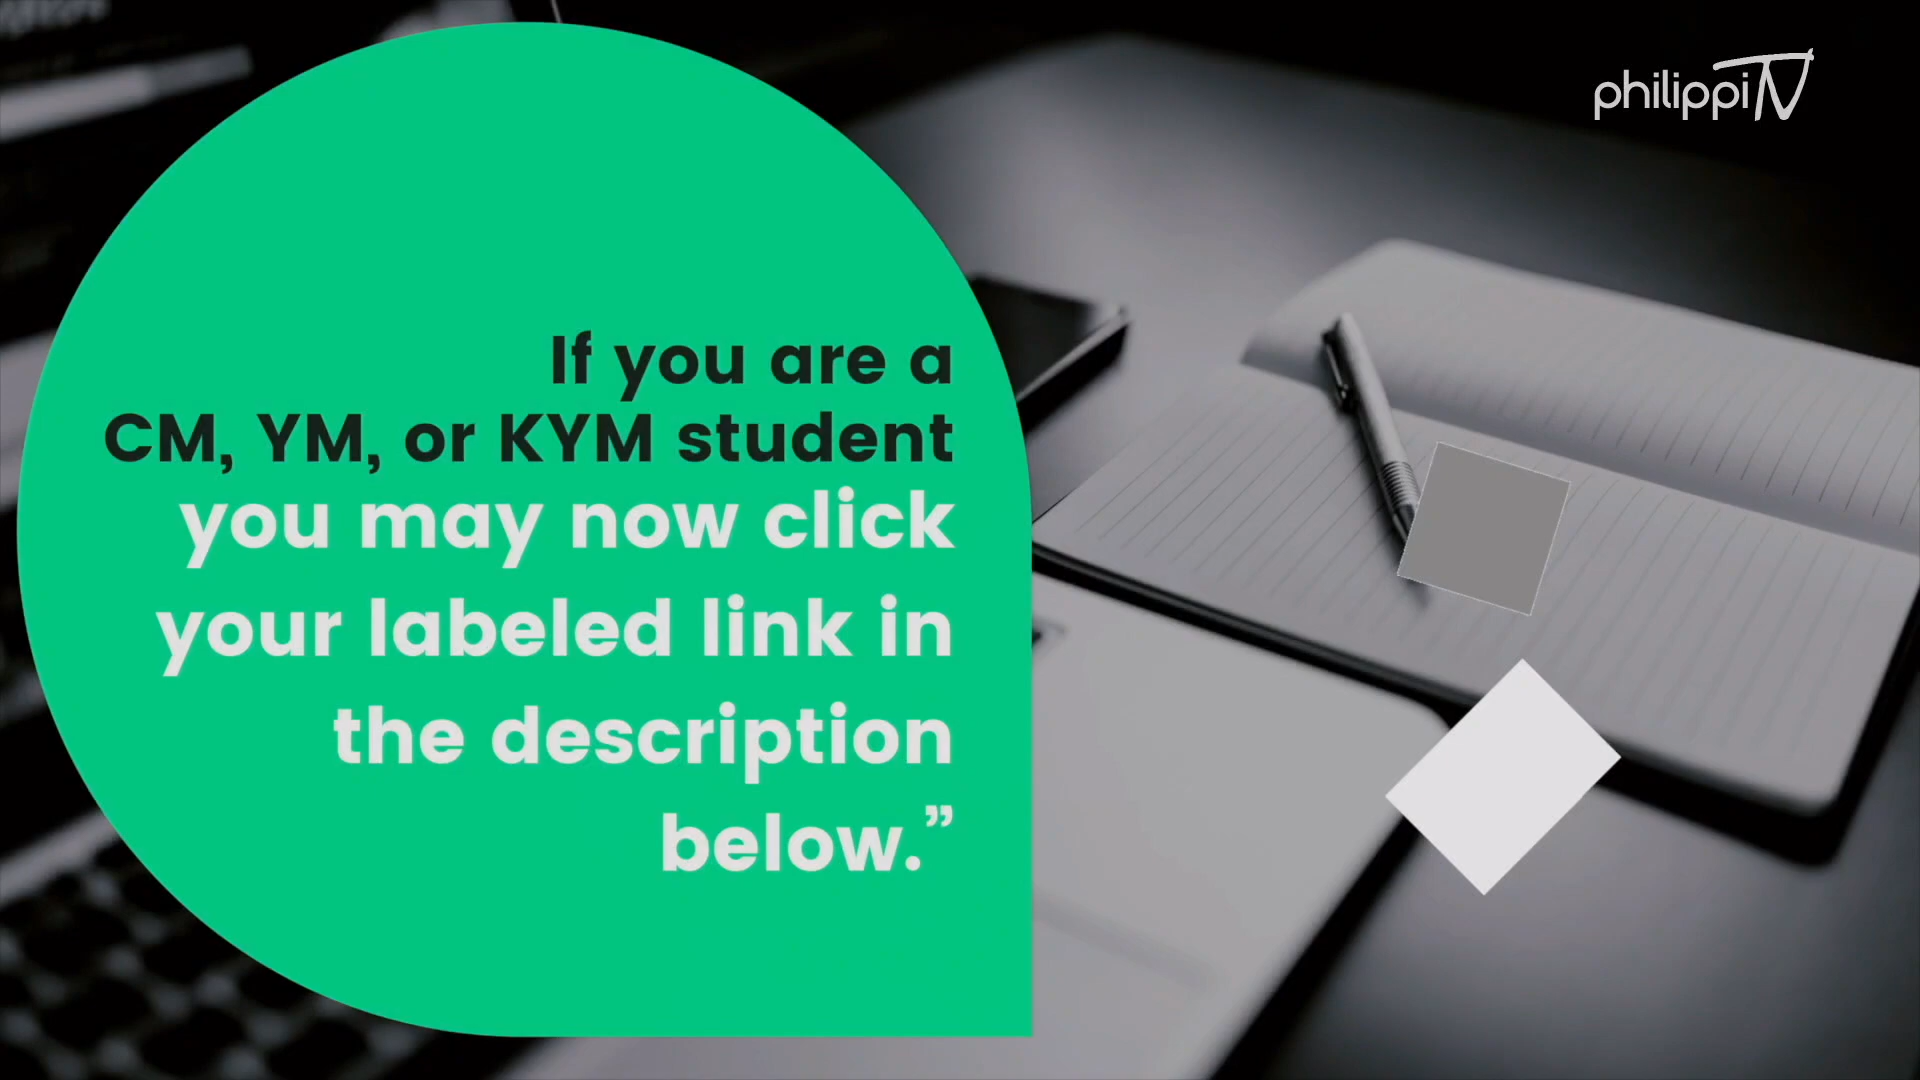 philippiTV
If you are a
CM, YM, or KYM student
you may now click
your labeled link in
the description
below.”